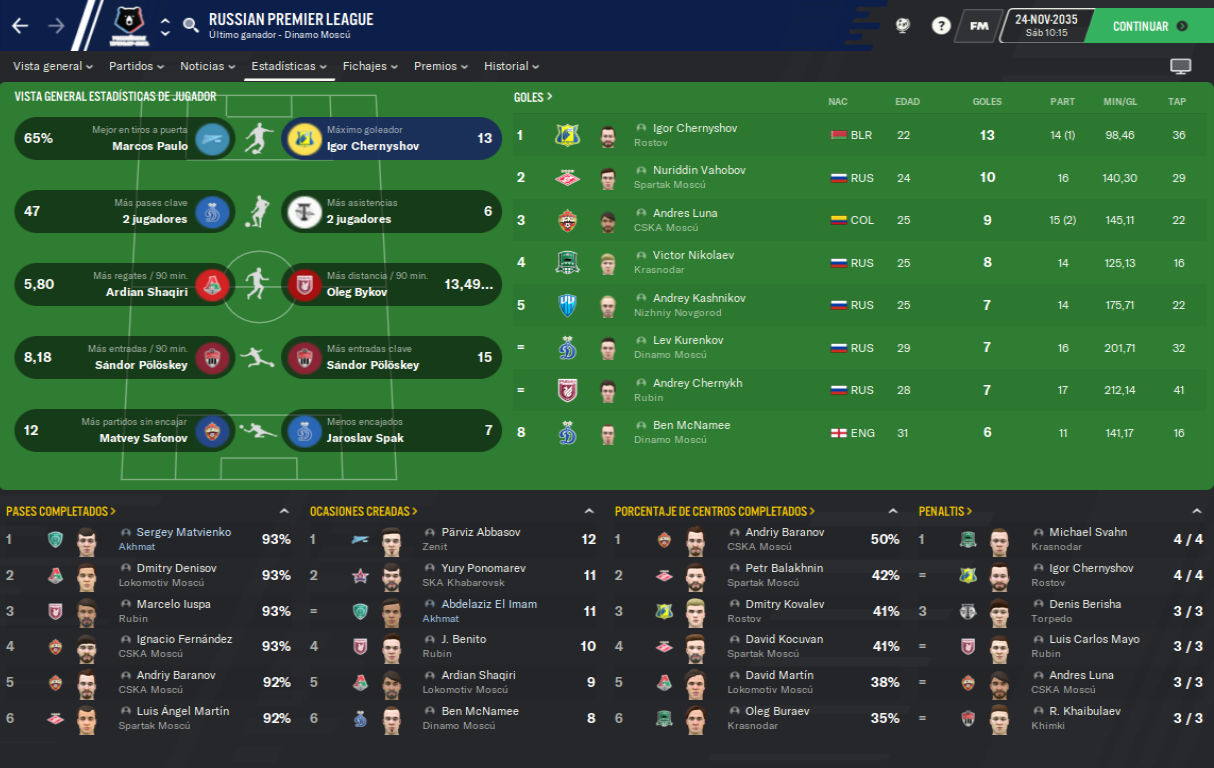 RUSSIAN PREMIER LEAGUE
Último ganador - Dinamo Moscú
?
FM
24-NOV-2035
Sáb 10:15
CONTINUAR
Vista general
Partidos
Noticias
Estadísticas
Fichajes
Premios
Historial
VISTA GENERAL ESTADÍSTICAS DE JUGADOR
65% Mejor en tiros a puerta
Marcos Paulo
Máximo goleador
Igor Chernyshov 13
47 Más pases clave
2 jugadores
Más asistencias
2 jugadores 6
5,80 Más regates / 90 min.
Ardian Shaqiri
Más distancia / 90 min.
Oleg Bykov 13,49...
8,18 Más entradas / 90 min.
Sándor Pölöskey
Más entradas clave
Sándor Pölöskey 15
12 Más partidos sin encajar
Matvey Safonov
Menos encajados
Jaroslav Spak 7
GOLES > NAC EDAD GOLES PART MIN/GL TAP
1 Igor Chernyshov BLR 22 13 14 (1) 98,46 36
Rostov
2 Nuriddin Vahobov RUS 24 10 16 140,30 29
Spartak Moscú
3 Andres Luna COL 25 9 15 (2) 145,11 22
CSKA Moscú
4 Victor Nikolaev RUS 25 8 14 125,13 16
Krasnodar
5 Andrey Kashnikov RUS 25 7 14 175,71 22
Nizhniy Novgorod
= Lev Kurenkov RUS 29 7 16 201,71 32
Dinamo Moscú
= Andrey Chernykh RUS 28 7 17 212,14 41
Rubin
8 Ben McNamee ENG 31 6 11 141,17 16
Dinamo Moscú
PASES COMPLETADOS >
1 Sergey Matvienko 93%
Akhmat
2 Dmitry Denisov 93%
Lokomotiv Moscú
3 Marcelo Iuspa 93%
Rubin
4 Ignacio Fernández 93%
CSKA Moscú
5 Andriy Baranov 92%
CSKA Moscú
6 Luis Ángel Martín 92%
Spartak Moscú
OCASIONES CREADAS >
1 Pärviz Abbasov 12
Zenit
2 Yury Ponomarev 11
SKA Khabarovsk
= Abdelaziz El Imam 11
Akhmat
4 J. Benito 10
Rubin
5 Ardian Shaqiri 9
Lokomotiv Moscú
6 Ben McNamee 8
Dinamo Moscú
PORCENTAJE DE CENTROS COMPLETADOS >
1 Andriy Baranov 50%
CSKA Moscú
2 Petr Balakhnin 42%
Spartak Moscú
3 Dmitry Kovalev 41%
Rostov
4 David Kocuvan 41%
Spartak Moscú
5 David Martín 38%
Lokomotiv Moscú
6 Oleg Buraev 35%
Krasnodar
PENALTIS >
1 Michael Svahn 4 / 4
Krasnodar
= Igor Chernyshov 4 / 4
Rostov
3 Denis Berisha 3 / 3
Torpedo
= Luis Carlos Mayo 3 / 3
Rubin
= Andres Luna 3 / 3
CSKA Moscú
= R. Khaibulaev 3 / 3
Khimki